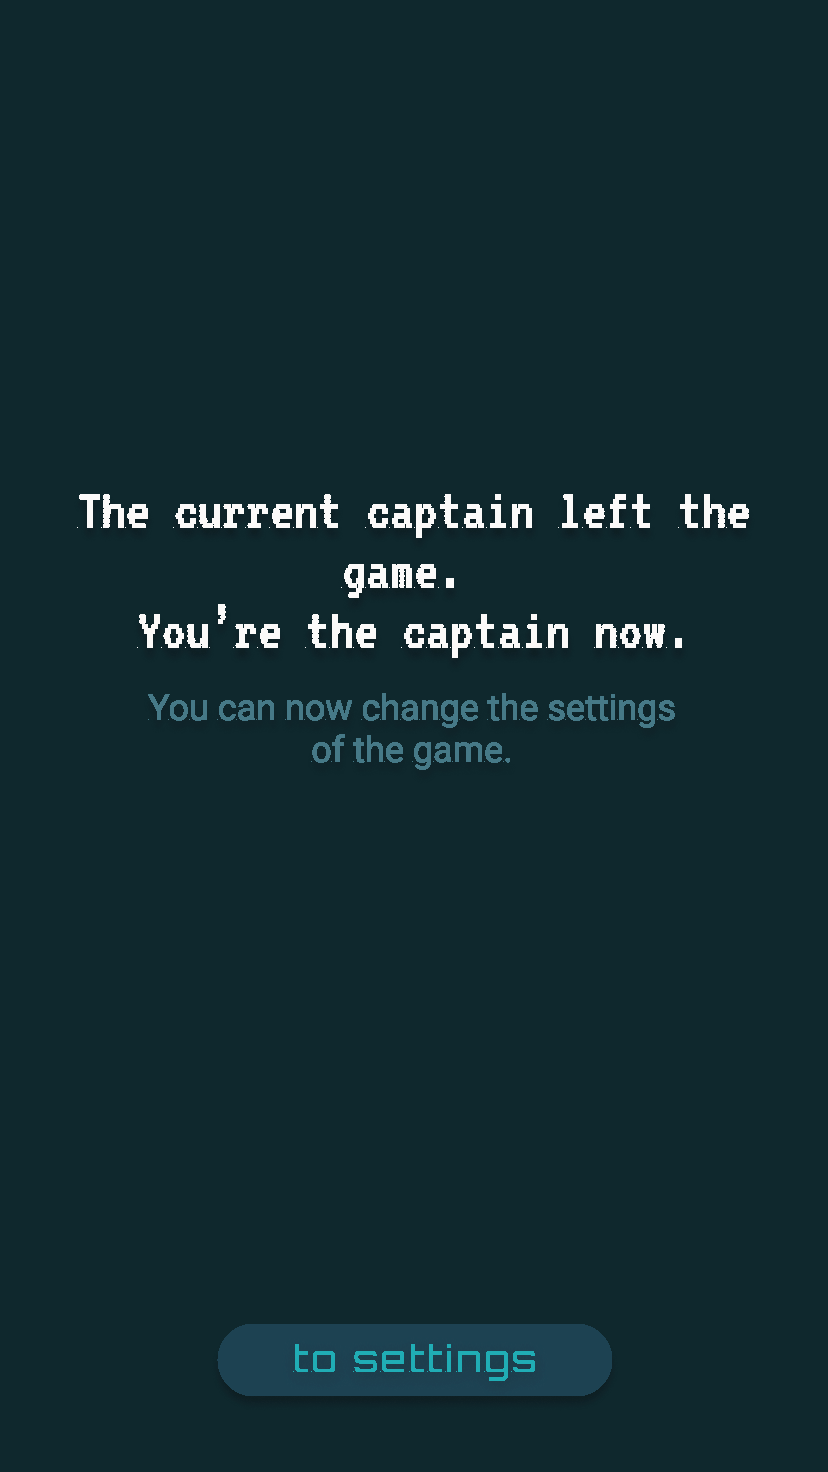 The current captain left the
game.
You're the captain now.
You can now change the settings
of the game.
to settings